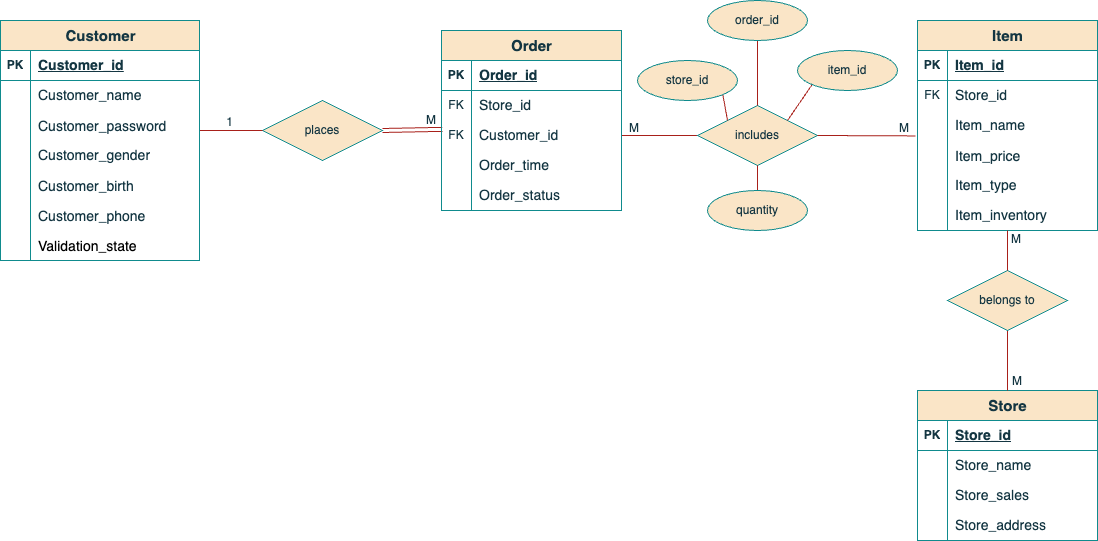 Customer
PK Customer_id
Customer_name
Customer_password
Customer_gender
Customer_birth
Customer_phone
Validation_state
1
places
M
Order
PK Order_id
FK Store_id
FK Customer_id
Order_time
Order_status
M
order_id
store_id
item_id
includes
quantity
M
Item
PK Item_id
FK Store_id
Item_name
Item_price
Item_type
Item_inventory
M
belongs to
M
Store
PK Store_id
Store_name
Store_sales
Store_address